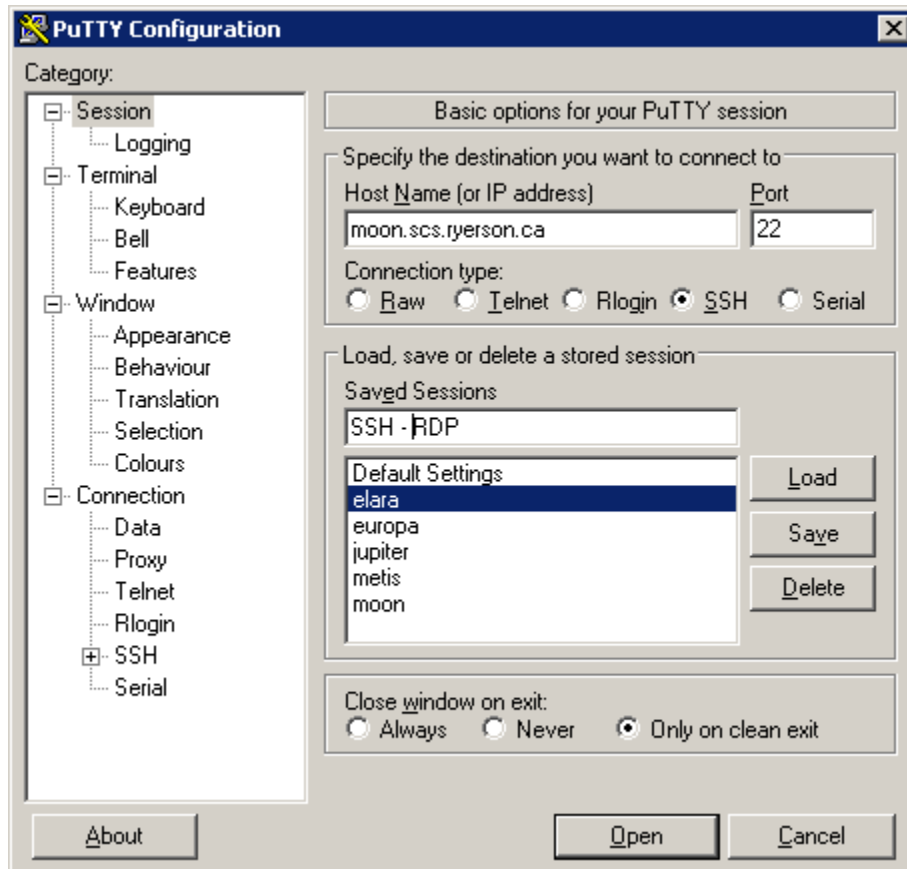 PuTTY Configuration
Category:
Session
Logging
Terminal
Keyboard
Bell
Features
Window
Appearance
Behaviour
Translation
Selection
Colours
Connection
Data
Proxy
Telnet
Rlogin
SSH
Serial
Basic options for your PuTTY session
Specify the destination you want to connect to
Host Name (or IP address) Port
moon.scs.ryerson.ca 22
Connection type:
Raw Telnet Rlogin SSH Serial
Load, save or delete a stored session
Saved Sessions
SSH - RDP
Default Settings
elara
europa
jupiter
metis
moon
Load
Save
Delete
Close window on exit:
Always Never Only on clean exit
About Open Cancel